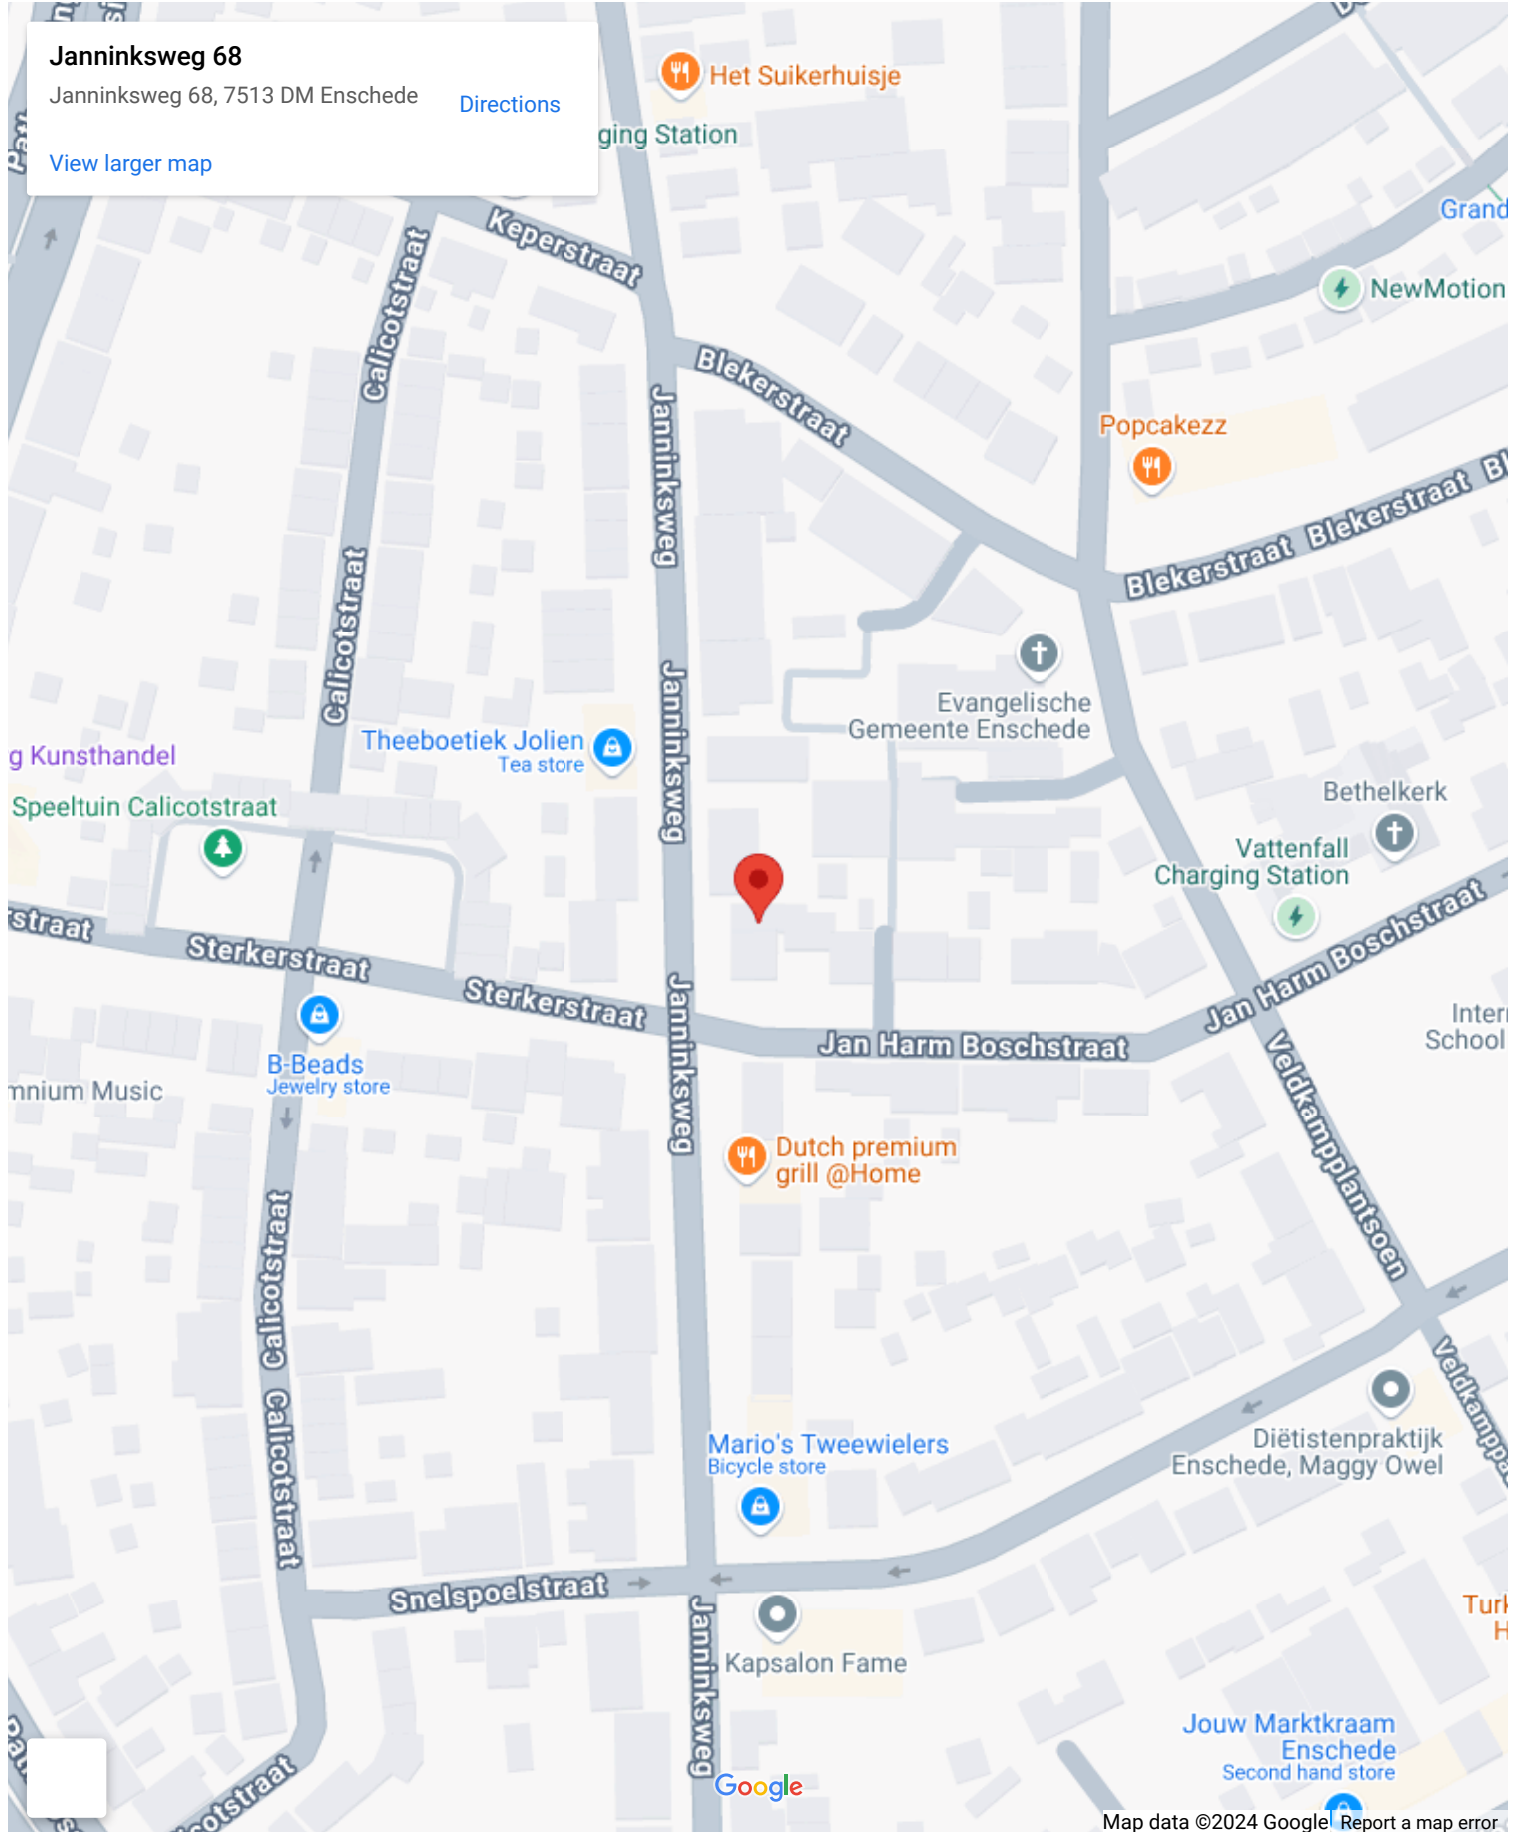 Janninksweg 68
Janninksweg 68, 7513 DM Enschede
Directions
View larger map
Het Suikerhuisje
ging Station
Keperstraat
Grand
NewMotion
Calicotstraat
Blekerstraat
Janninksweg
Popcakezz
Blekerstraat
Blekerstraat
Calicotstraat
Evangelische
Gemeente Enschede
Janninksweg
Theeboetiek Jolien
Tea store
g Kunsthandel
Speeltuin Calicotstraat
Bethelkerk
Vattenfall
Charging Station
Jan Harm Boschstraat
straat
Sterkerstraat
Sterkerstraat
Janninksweg
Jan Harm Boschstraat
School
B-Beads
Jewelry store
mnium Music
Veldkampplantsoen
Dutch premium
grill @Home
Calicotstraat
Calicotstraat
Mario's Tweewielers
Bicycle store
Diëtistenpraktijk
Enschede, Maggy Owel
Snelspoelstraat
Janninksweg
Kapsalon Fame
Jouw Marktkraam
Enschede
Second hand store
icotstraat
Google
Map data ©2024 Google
Report a map error